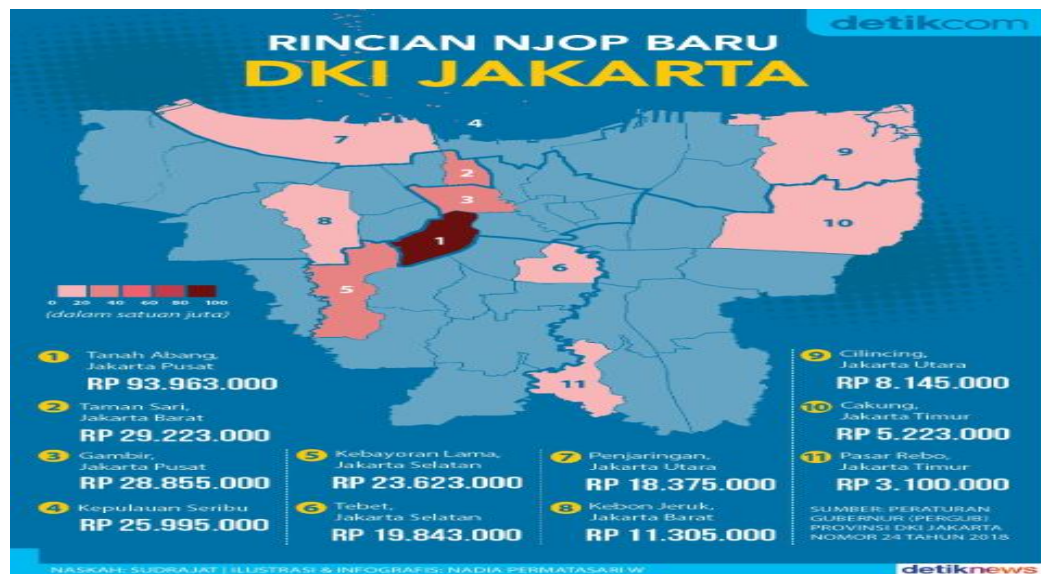 detikcom
RINCIAN NJOP BARU
DKI JAKARTA
4
7
9
2
3
8
10
1
6
5
0 20 40 60 80 100
(dalam satuan juta)
11
1 Tanah Abang,
Jakarta Pusat
RP 93.963.000
2 Taman Sari,
Jakarta Barat
RP 29.223.000
3 Gambir,
Jakarta Pusat
RP 28.855.000
4 Kepulauan Seribu
RP 25.995.000
5 Kebayoran Lama,
Jakarta Selatan
RP 23.623.000
6 Tebet,
Jakarta Selatan
RP 19.843.000
7 Penjaringan,
Jakarta Utara
RP 18.375.000
8 Kebon Jeruk,
Jakarta Barat
RP 11.305.000
9 Cilincing,
Jakarta Utara
RP 8.145.000
10 Cakung,
Jakarta Timur
RP 5.223.000
11 Pasar Rebo,
Jakarta Timur
RP 3.100.000
SUMBER: PERATURAN
GUBERNUR (PERGUB)
PROVINSI DKI JAKARTA
NOMOR 24 TAHUN 2018
NASKAH: SUDRAJAT | ILUSTRASI & INFOGRAFIS: NADIA PERMATASARI W
detiknews